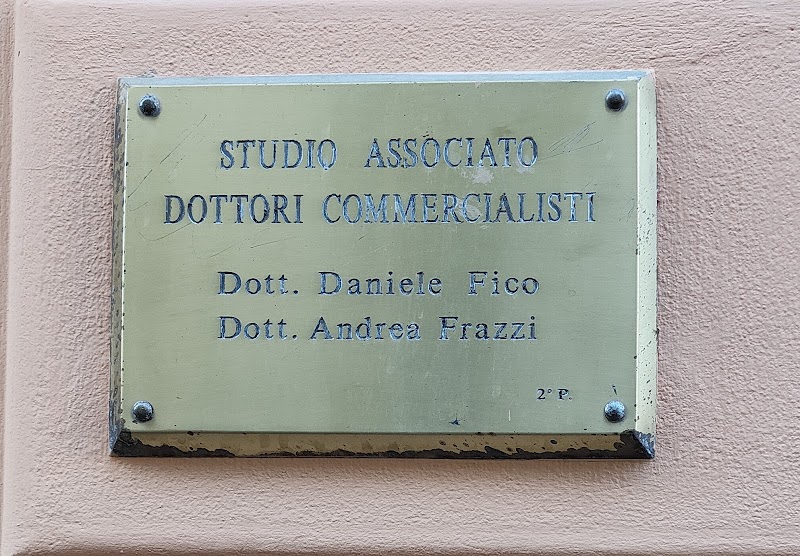 STUDIO ASSOCIATO
DOTTORI COMMERCIALISTI
Dott. Daniele Fico
Dott. Andrea Frazzi
2° P.